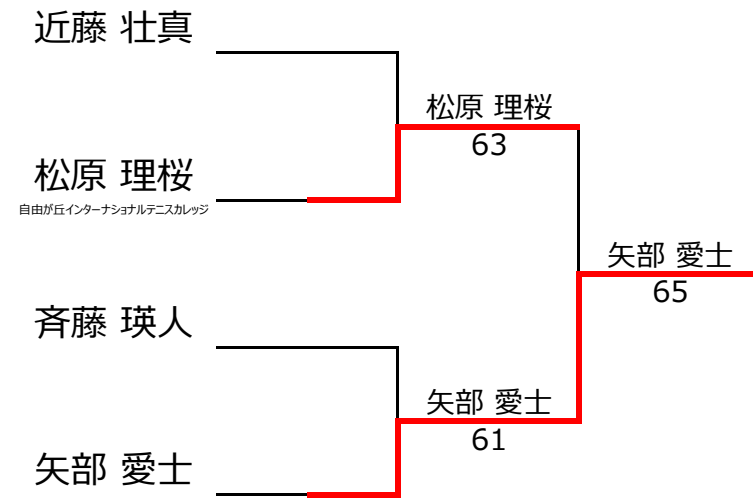 近藤 壮真
松原 理桜
63
松原 理桜
自由が丘インターナショナルテニスカレッジ
矢部 愛士
65
斉藤 瑛人
矢部 愛士
61
矢部 愛士